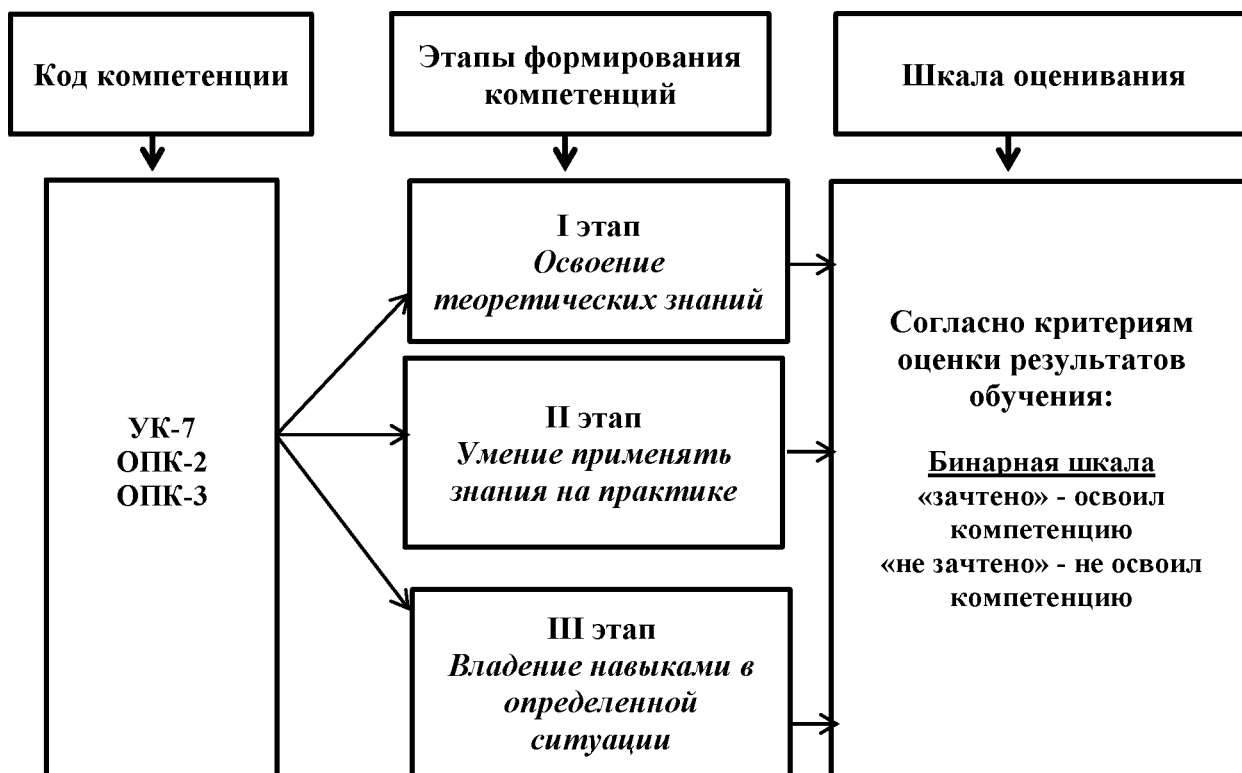 Код компетенции
Этапы формирования
компетенций
Шкала оценивания
УК-7
ОПК-2
ОПК-3
I этап
Освоение
теоретических знаний
II этап
Умение применять
знания на практике
III этап
Владение навыками в
определенной
ситуации
Согласно критериям
оценки результатов
обучения:
Бинарная шкала
«зачтено» - освоил
компетенцию
«не зачтено» - не освоил
компетенцию